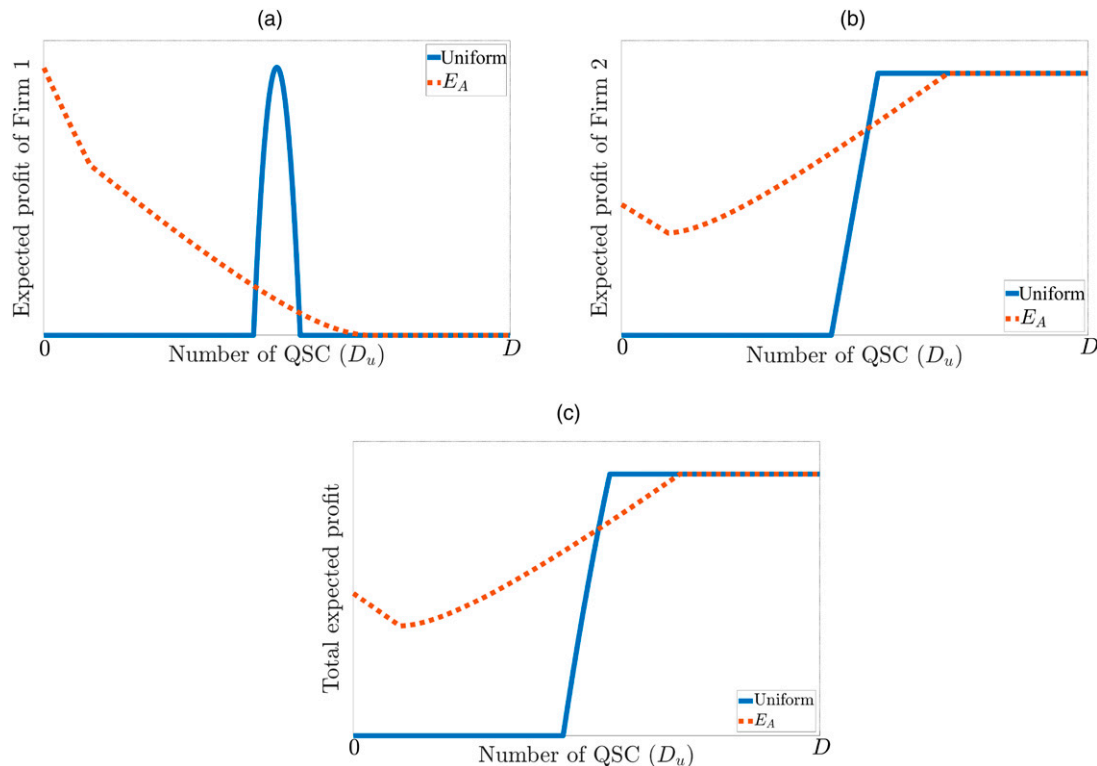 (a)
Expected profit of Firm 1
Uniform
E_A
0
Number of QSC (D_u)
D
(b)
Expected profit of Firm 2
Uniform
E_A
0
Number of QSC (D_u)
D
(c)
Total expected profit
Uniform
E_A
0
Number of QSC (D_u)
D